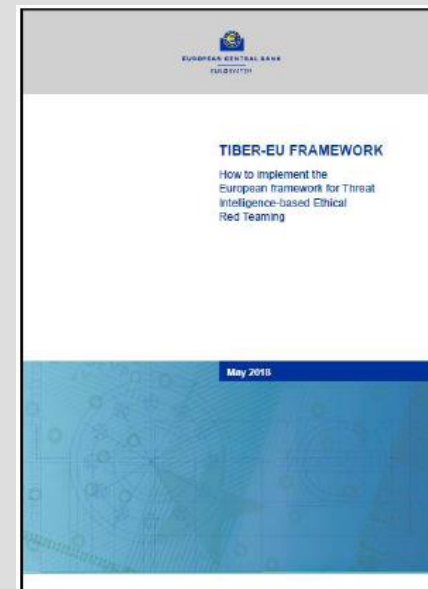 EUROPEAN CENTRAL BANK
EUROSYSTEM
TIBER-EU FRAMEWORK
How to implement the
European framework for Threat
Intelligence-based Ethical
Red Teaming
May 2018